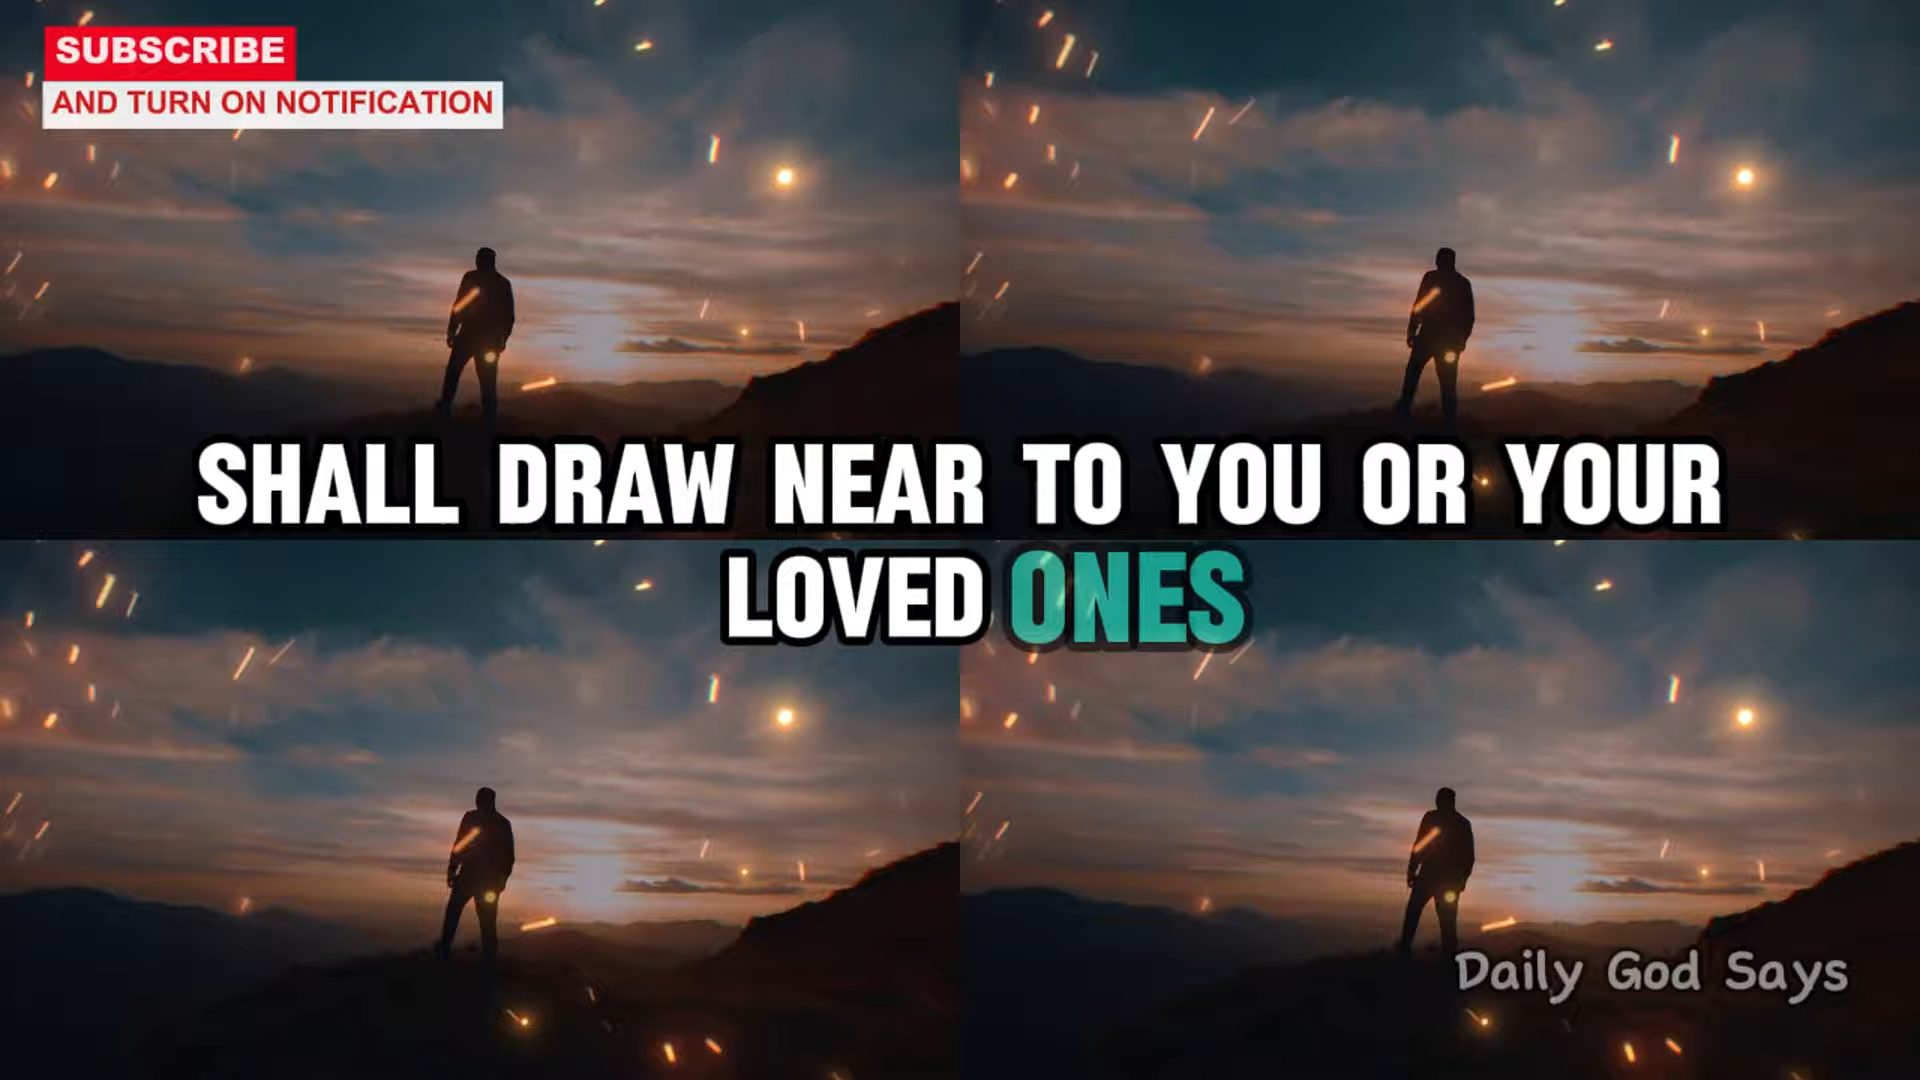 SUBSCRIBE
AND TURN ON NOTIFICATION
SHALL DRAW NEAR TO YOU OR YOUR
LOVED ONES
Daily God Says